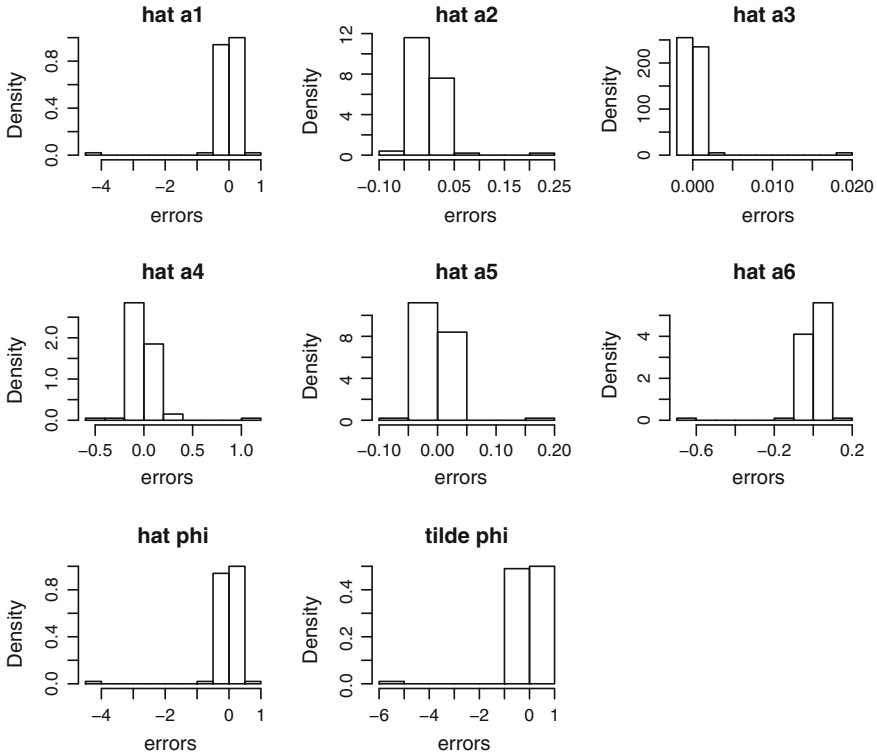 hat a1
Density
0.0 0.4 0.8
−4 −2 0 1
errors
hat a2
Density
0 4 8 12
−0.10 0.05 0.15 0.25
errors
hat a3
Density
0 100 200
0.000 0.010 0.020
errors
hat a4
Density
0.0 1.0 2.0
−0.5 0.0 0.5 1.0
errors
hat a5
Density
0 4 8
−0.10 0.00 0.10 0.20
errors
hat a6
Density
0 2 4
−0.6 −0.2 0.2
errors
hat phi
Density
0.0 0.4 0.8
−4 −2 0 1
errors
tilde phi
Density
0.0 0.2 0.4
−6 −4 −2 0 1
errors